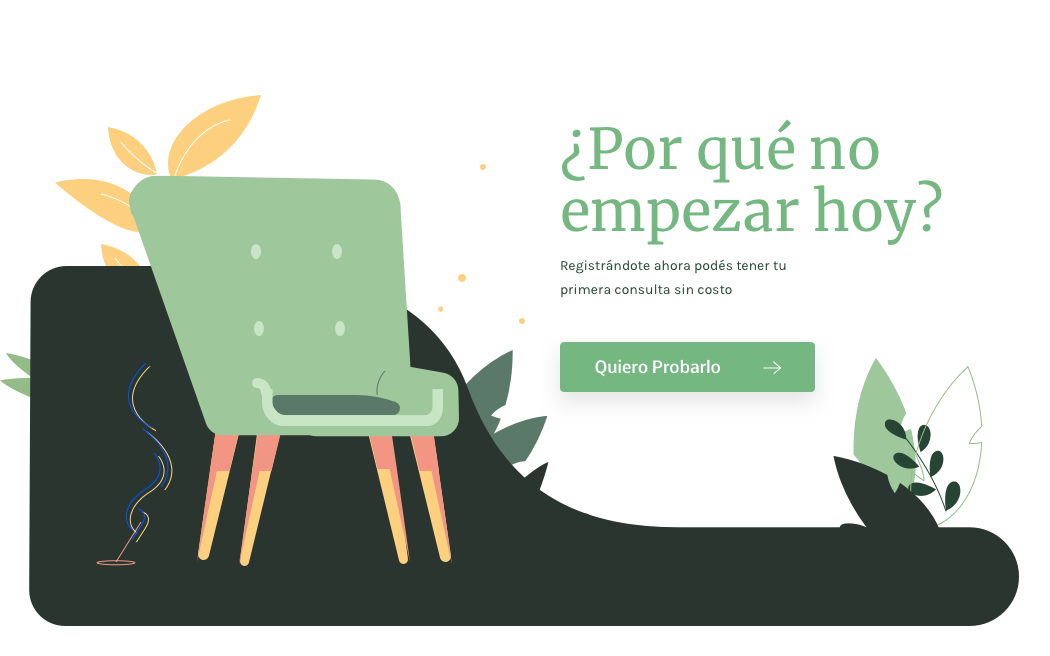 ¿Por qué no
empezar hoy?
Registrándote ahora podés tener tu
primera consulta sin costo
Quiero Probarlo